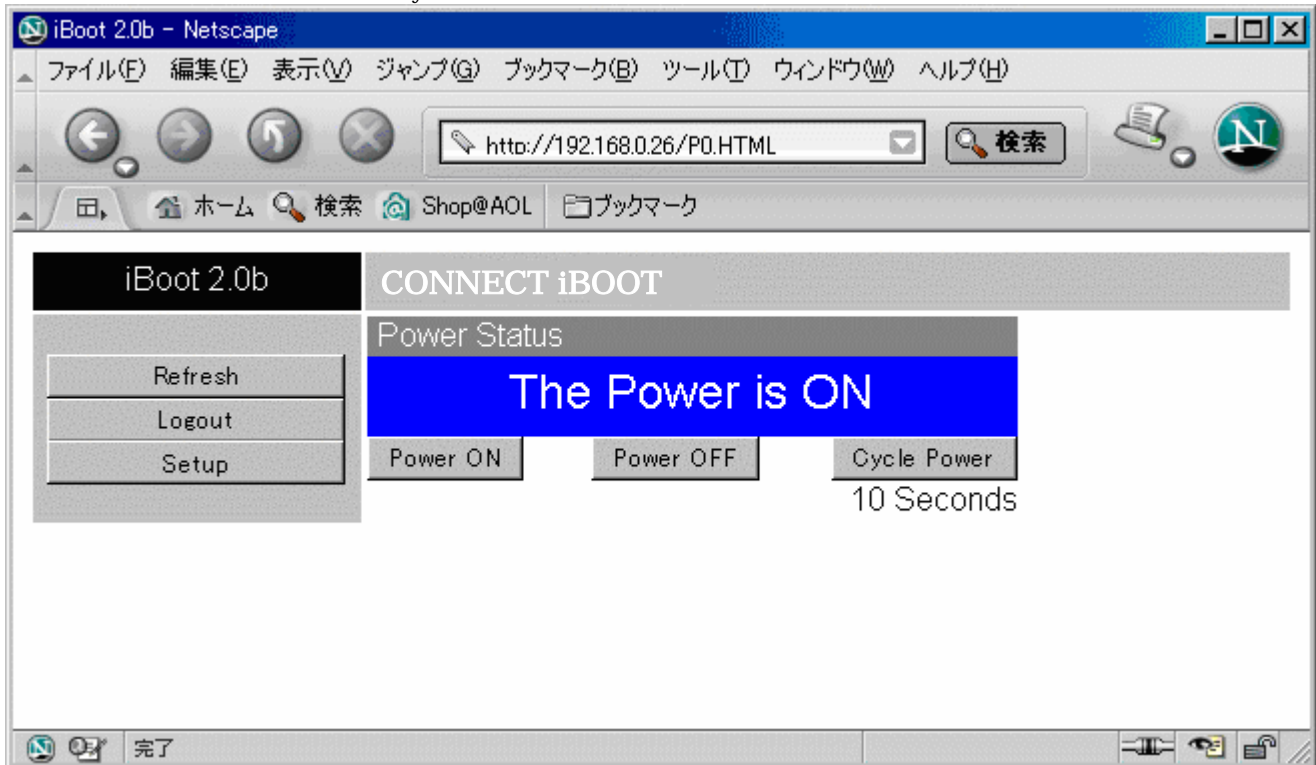 iBoot 2.0b - Netscape
ファイル(F) 編集(E) 表示(V) ジャンプ(G) ブックマーク(B) ツール(T) ウィンドウ(W) ヘルプ(H)
http://192.168.0.26/P0.HTML 検索 N
ホーム 検索 Shop@AOL ブックマーク
iBoot 2.0b
CONNECT iBOOT
Power Status
Refresh
The Power is ON
Logout
Setup
Power ON Power OFF Cycle Power
10 Seconds
完了